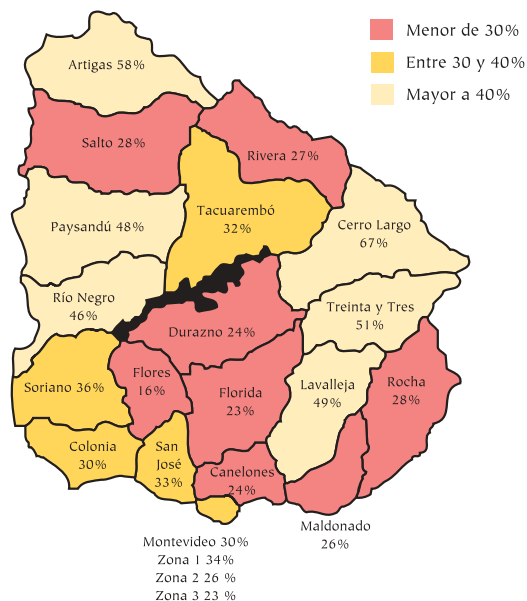 Menor de 30%
Entre 30 y 40%
Mayor a 40%
Artigas 58%
Salto 28%
Rivera 27%
Tacuarembó
32%
Paysandú 48%
Cerro Largo
67%
Río Negro
46%
Treinta y Tres
51%
Durazno 24%
Flores
16%
Soriano 36%
Florida
23%
Lavalleja
49%
Rocha
28%
Colonia
30%
San
José
33%
Canelones
24%
Maldonado
26%
Montevideo 30%
Zona 1 34%
Zona 2 26 %
Zona 3 23 %